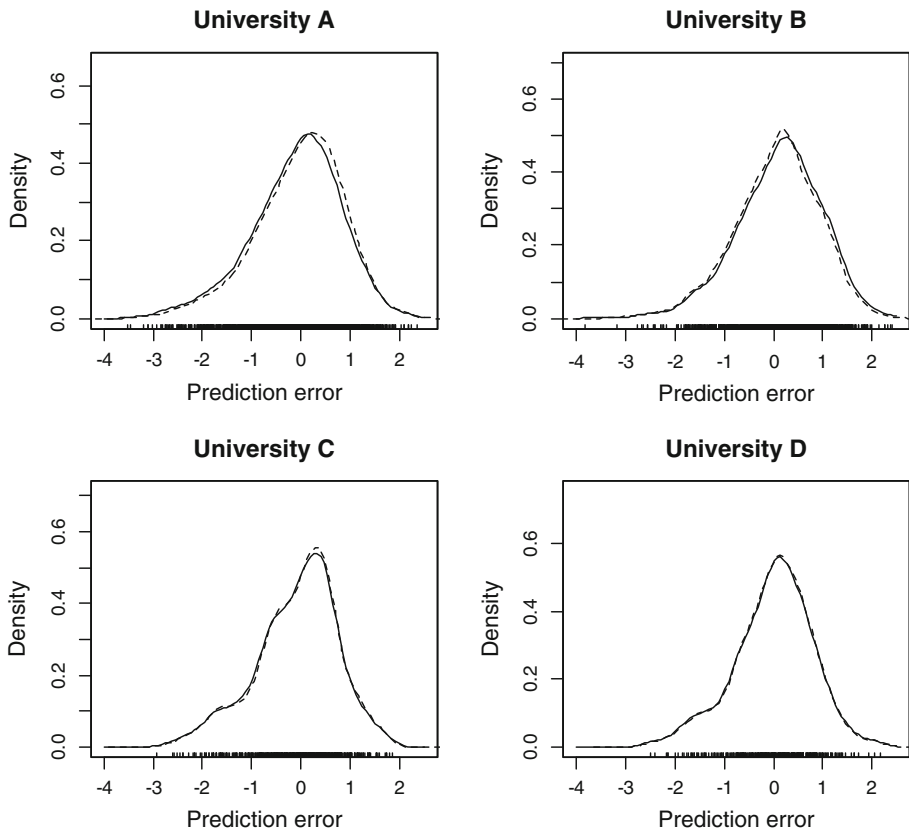 University A
University B
Density
0.0 0.2 0.4 0.6
-4 -3 -2 -1 0 1 2
Prediction error
Density
0.0 0.2 0.4 0.6
-4 -3 -2 -1 0 1 2
Prediction error
University C
University D
Density
0.0 0.2 0.4 0.6
-4 -3 -2 -1 0 1 2
Prediction error
Density
0.0 0.2 0.4 0.6
-4 -3 -2 -1 0 1 2
Prediction error